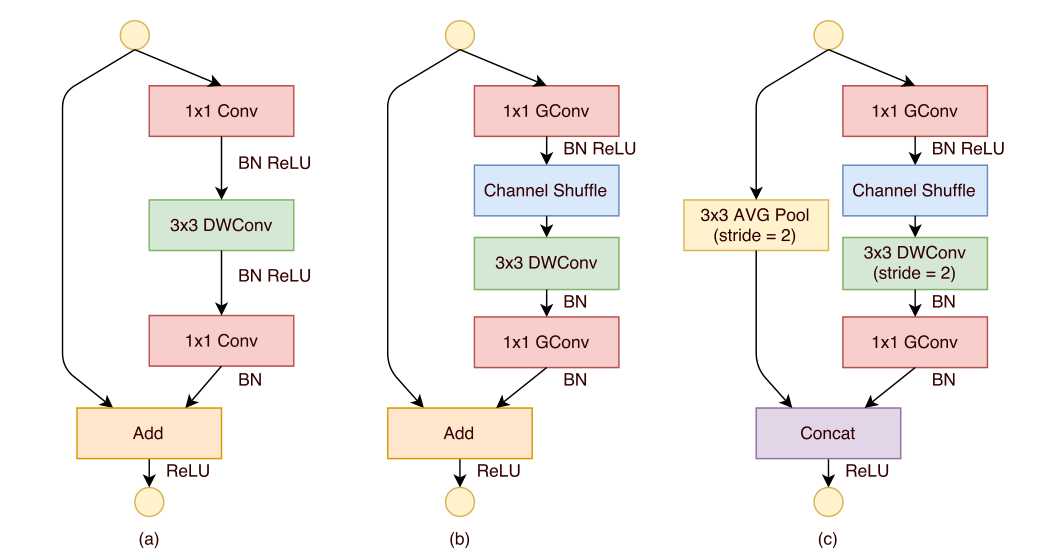 1x1 Conv
BN ReLU
3x3 DWConv
BN ReLU
1x1 Conv
BN
Add
ReLU
(a)
1x1 GConv
BN ReLU
Channel Shuffle
3x3 DWConv
BN
1x1 GConv
BN
Add
ReLU
(b)
3x3 AVG Pool
(stride = 2)
1x1 GConv
BN ReLU
Channel Shuffle
3x3 DWConv
(stride = 2)
BN
1x1 GConv
BN
Concat
ReLU
(c)